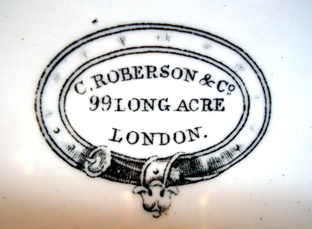 C. ROBERSON & Co.
99 LONG ACRE
LONDON.